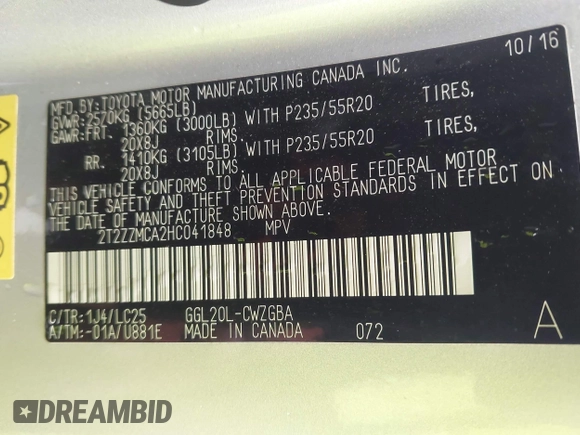 10/16
MFD.BY:TOYOTA MOTOR MANUFACTURING CANADA INC.
GVWR:2570KG (5665LB)
GAWR:FRT. 1360KG (3000LB) WITH P235/55R20 TIRES,
20X8J RIMS.
RR. 1410KG (3105LB) WITH P235/55R20 TIRES,
20X8J RIMS.
THIS VEHICLE CONFORMS TO ALL APPLICABLE FEDERAL MOTOR
VEHICLE SAFETY AND THEFT PREVENTION STANDARDS IN EFFECT ON
THE DATE OF MANUFACTURE SHOWN ABOVE.
2T2ZZMCA2HC041848 MPV
C/TR:1J4/LC25 GGL20L-CWZGBA
A/TM:-01A/U881E MADE IN CANADA 072 A
DREAMBID